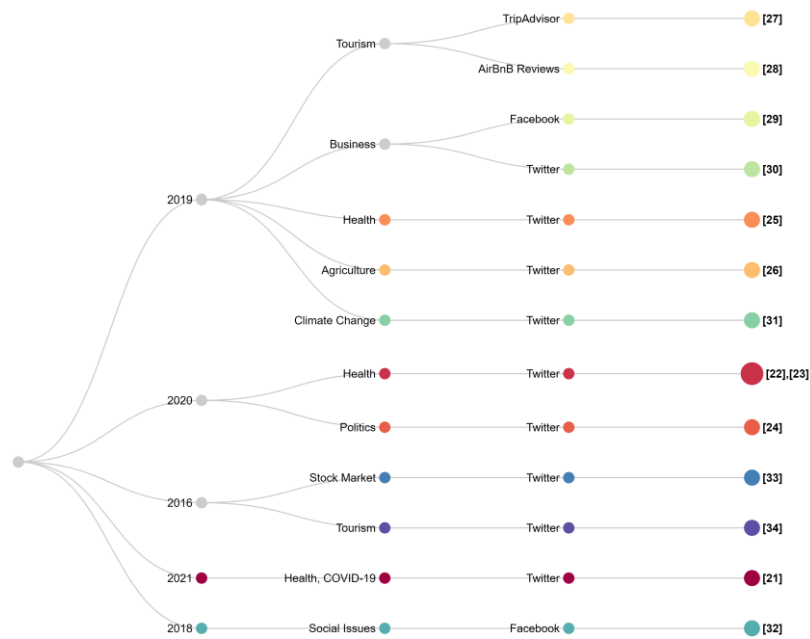 TripAdvisor [27]
Tourism
AirBnB Reviews [28]
Facebook [29]
Business
Twitter [30]
2019
Health Twitter [25]
Agriculture Twitter [26]
Climate Change Twitter [31]
Health Twitter [22],[23]
2020
Politics Twitter [24]
Stock Market Twitter [33]
2016
Tourism Twitter [34]
2021 Health, COVID-19 Twitter [21]
2018 Social Issues Facebook [32]